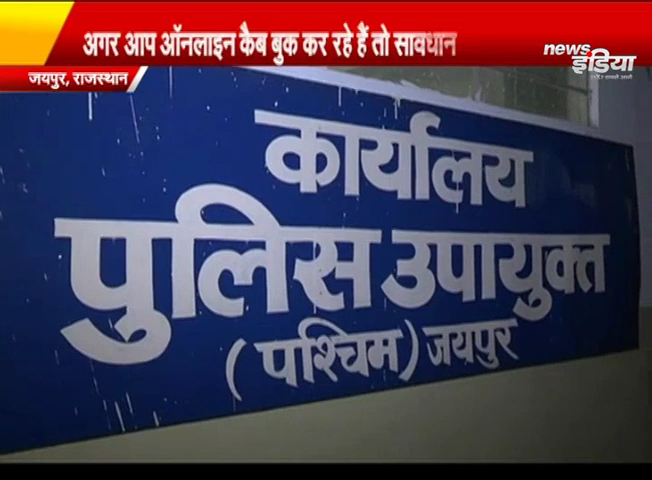 अगर आप ऑनलाइन कैब बुक कर रहे हैं तो सावधान
news
इंडिया
जयपुर, राजस्थान
कार्यालय
पुलिस उपायुक्त
(पश्चिम) जयपुर